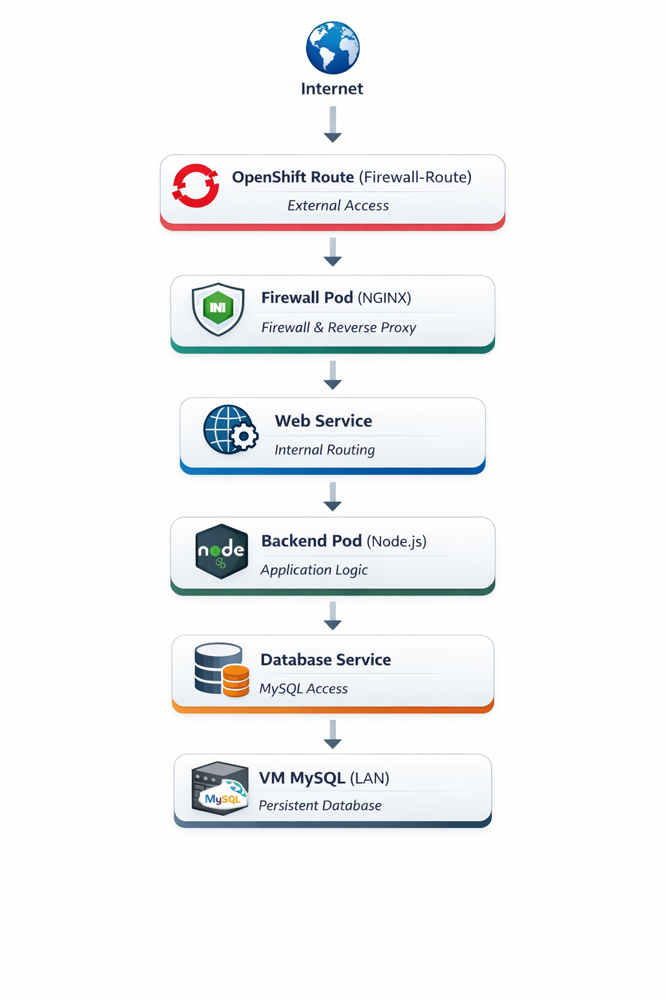 Internet
OpenShift Route (Firewall-Route)
External Access
INI
Firewall Pod (NGINX)
Firewall & Reverse Proxy
Web Service
Internal Routing
node
Backend Pod (Node.js)
Application Logic
Database Service
MySQL Access
MySQL
VM MySQL (LAN)
Persistent Database